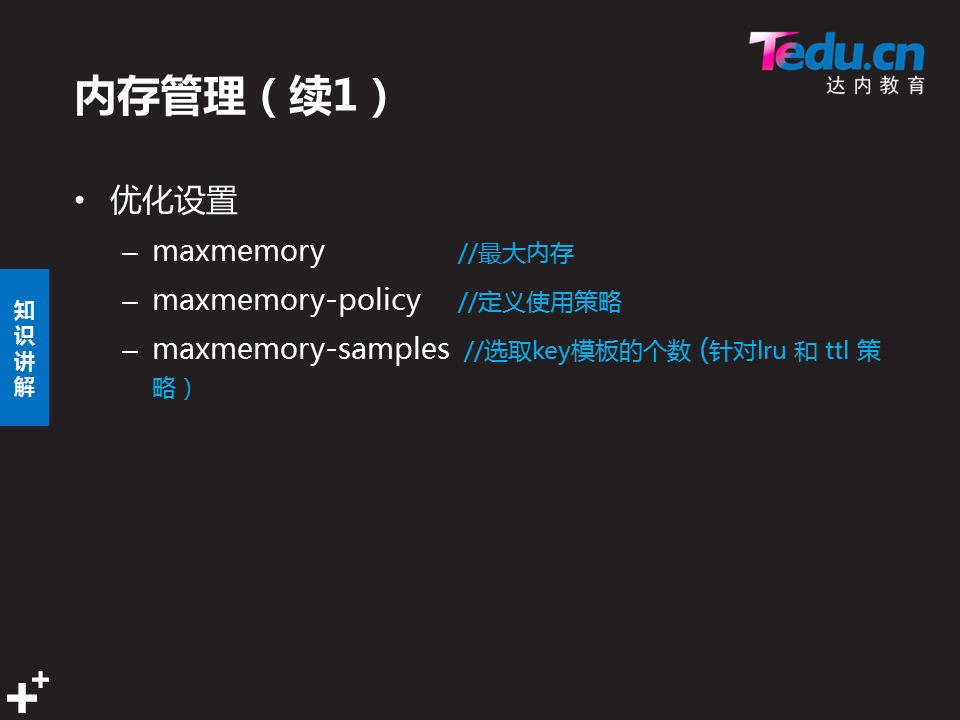 Tedu.cn
达内教育
内存管理（续1）
• 优化设置
– maxmemory //最大内存
– maxmemory-policy //定义使用策略
– maxmemory-samples //选取key模板的个数 (针对lru 和 ttl 策
略）
知
识
讲
解